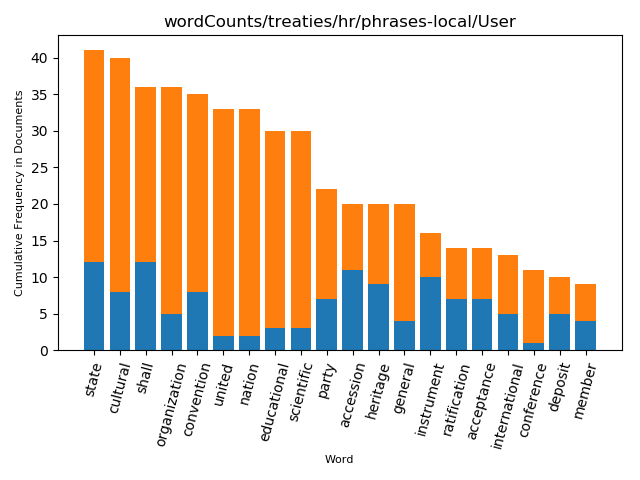 wordCounts/treaties/hr/phrases-local/User
Cumulative Frequency in Documents
40
35
30
25
20
15
10
5
0
state
cultural
shall
organization
convention
united
nation
educational
scientific
party
accession
heritage
general
instrument
ratification
acceptance
international
conference
deposit
member
Word